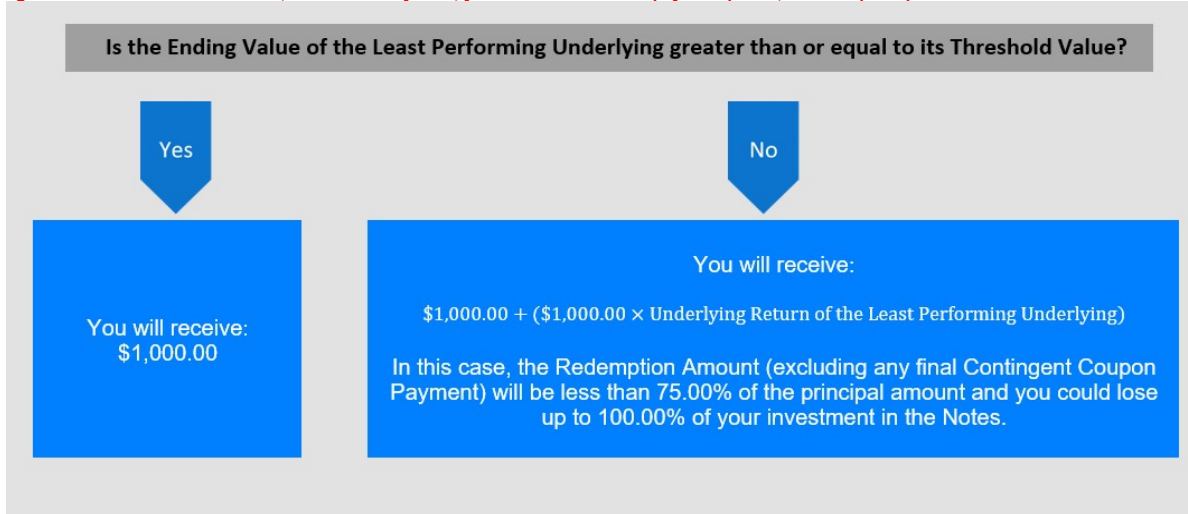 Is the Ending Value of the Least Performing Underlying greater than or equal to its Threshold Value?
Yes
No
You will receive:
$1,000.00
You will receive:
$1,000.00 + ($1,000.00 × Underlying Return of the Least Performing Underlying)
In this case, the Redemption Amount (excluding any final Contingent Coupon
Payment) will be less than 75.00% of the principal amount and you could lose
up to 100.00% of your investment in the Notes.